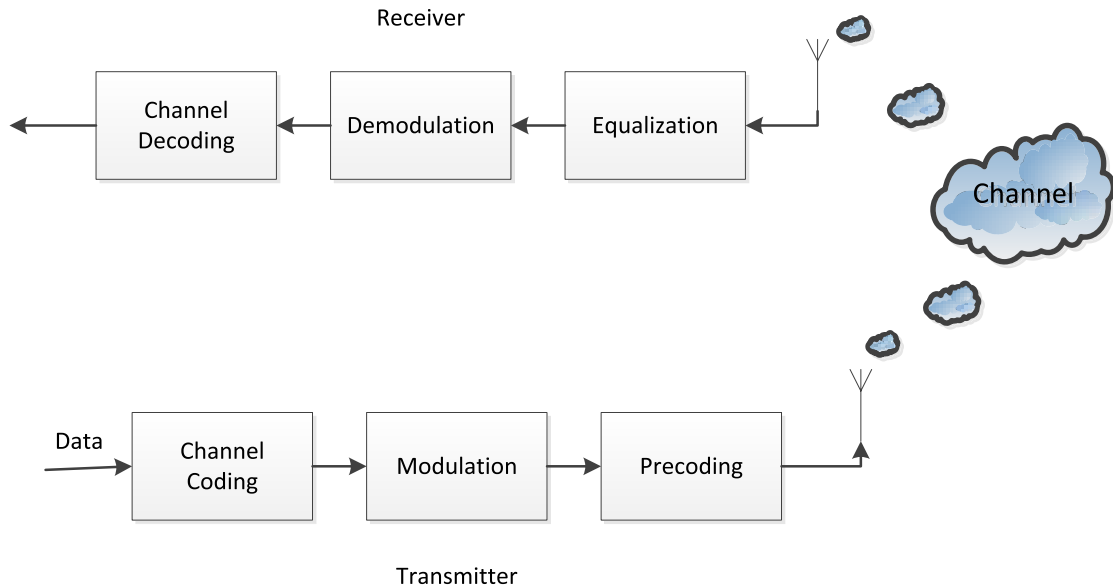 Receiver
Channel
Decoding
Demodulation
Equalization
Channel
Data
Channel
Coding
Modulation
Precoding
Transmitter